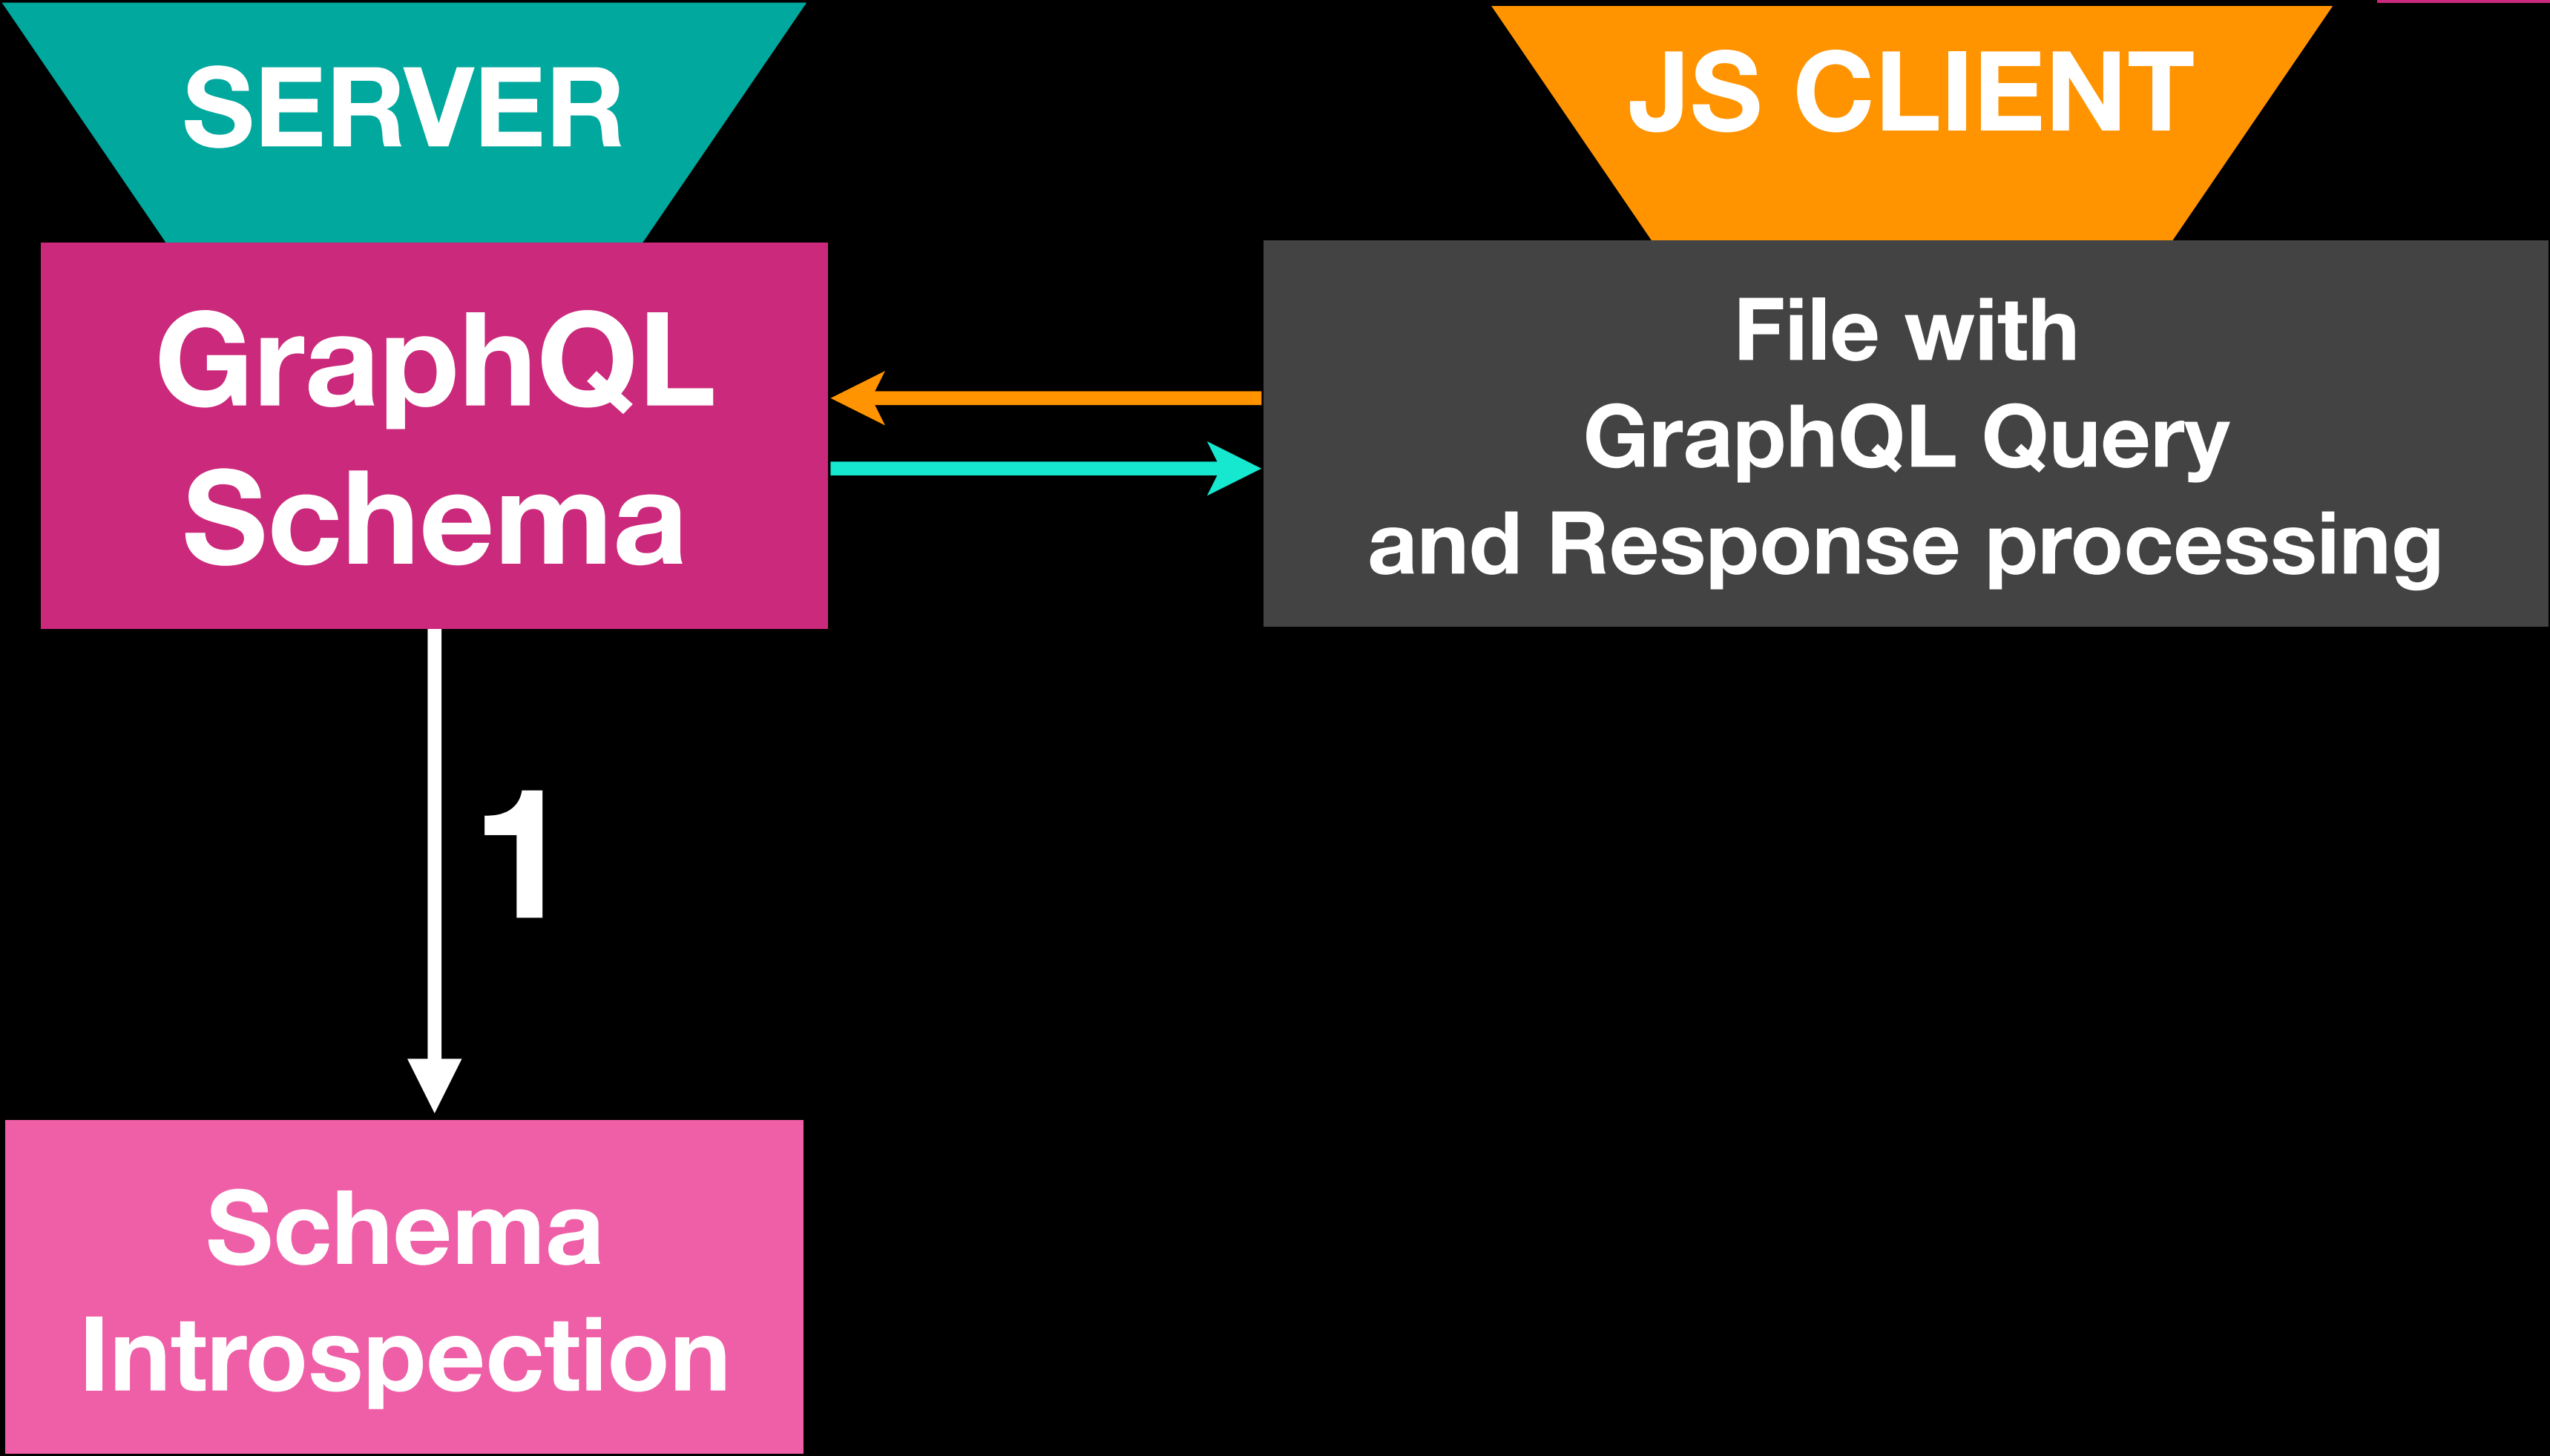 SERVER
JS CLIENT
GraphQL
Schema
File with
GraphQL Query
and Response processing
1
Schema
Introspection